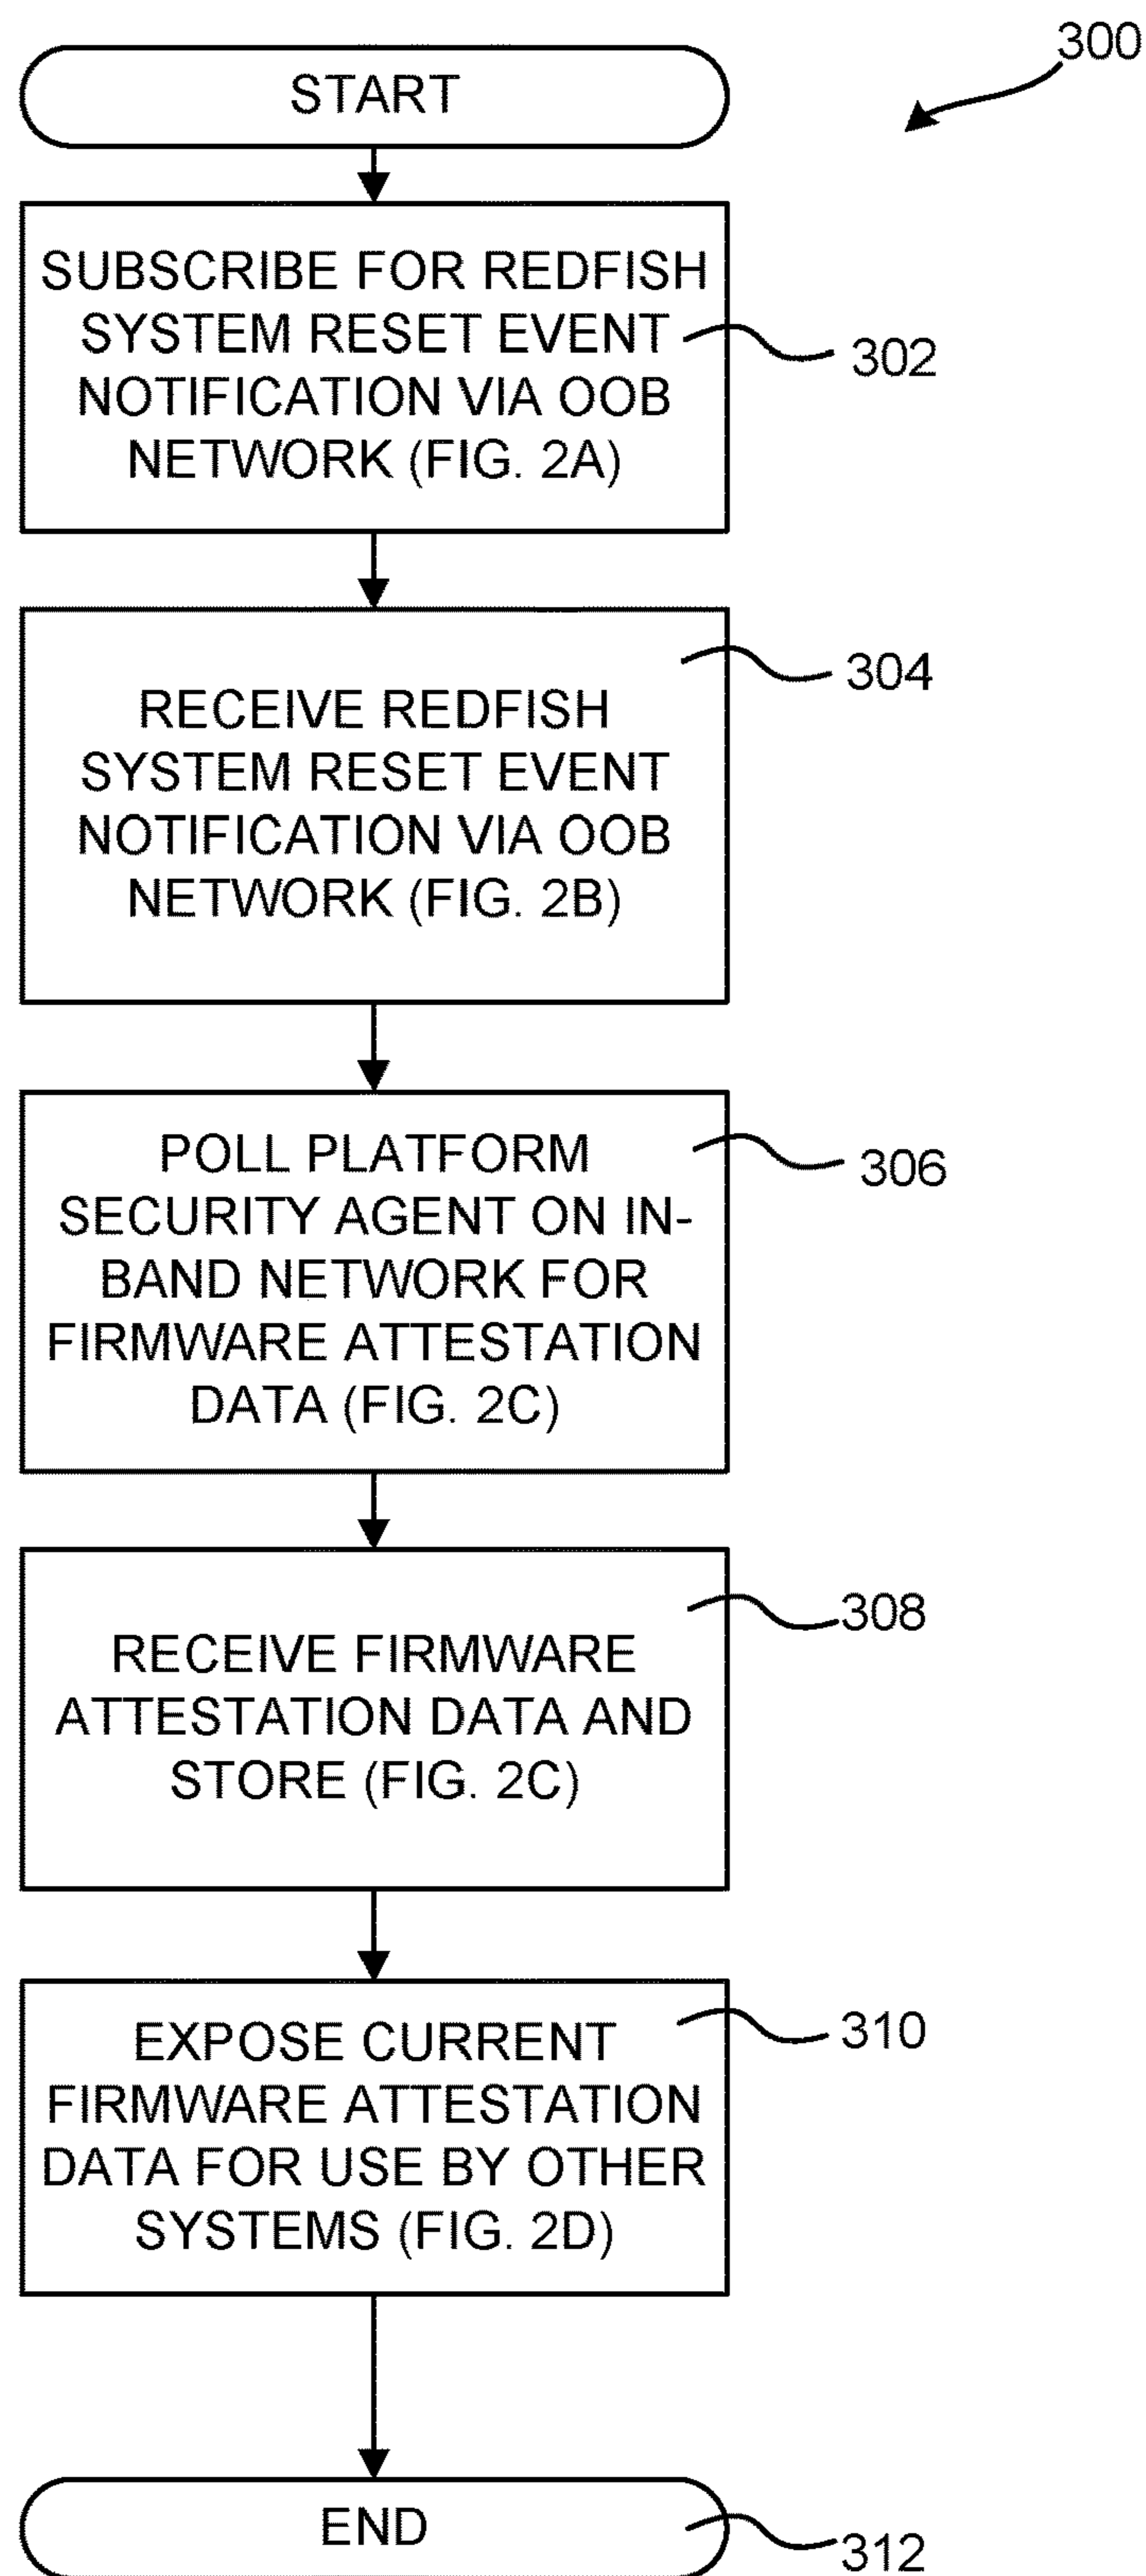 300
START
SUBSCRIBE FOR REDFISH
SYSTEM RESET EVENT
NOTIFICATION VIA OOB
NETWORK (FIG. 2A)
302
304
RECEIVE REDFISH
SYSTEM RESET EVENT
NOTIFICATION VIA OOB
NETWORK (FIG. 2B)
POLL PLATFORM
SECURITY AGENT ON IN-
BAND NETWORK FOR
FIRMWARE ATTESTATION
DATA (FIG. 2C)
306
308
RECEIVE FIRMWARE
ATTESTATION DATA AND
STORE (FIG. 2C)
EXPOSE CURRENT
FIRMWARE ATTESTATION
DATA FOR USE BY OTHER
SYSTEMS (FIG. 2D)
310
END
312